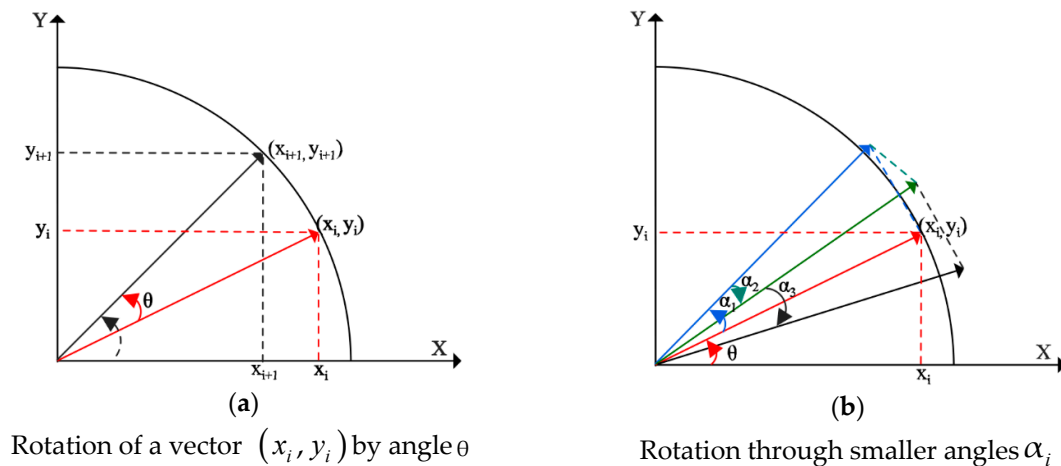 Y
y_{i+1}
(x_{i+1}, y_{i+1})
y_i
(x_i, y_i)
θ
X
x_{i+1}
x_i
(a)
Rotation of a vector (x_i, y_i) by angle θ
Y
y_i
(x_i, y_i)
α_2
α_3
α_1
θ
X
x_i
(b)
Rotation through smaller angles α_i